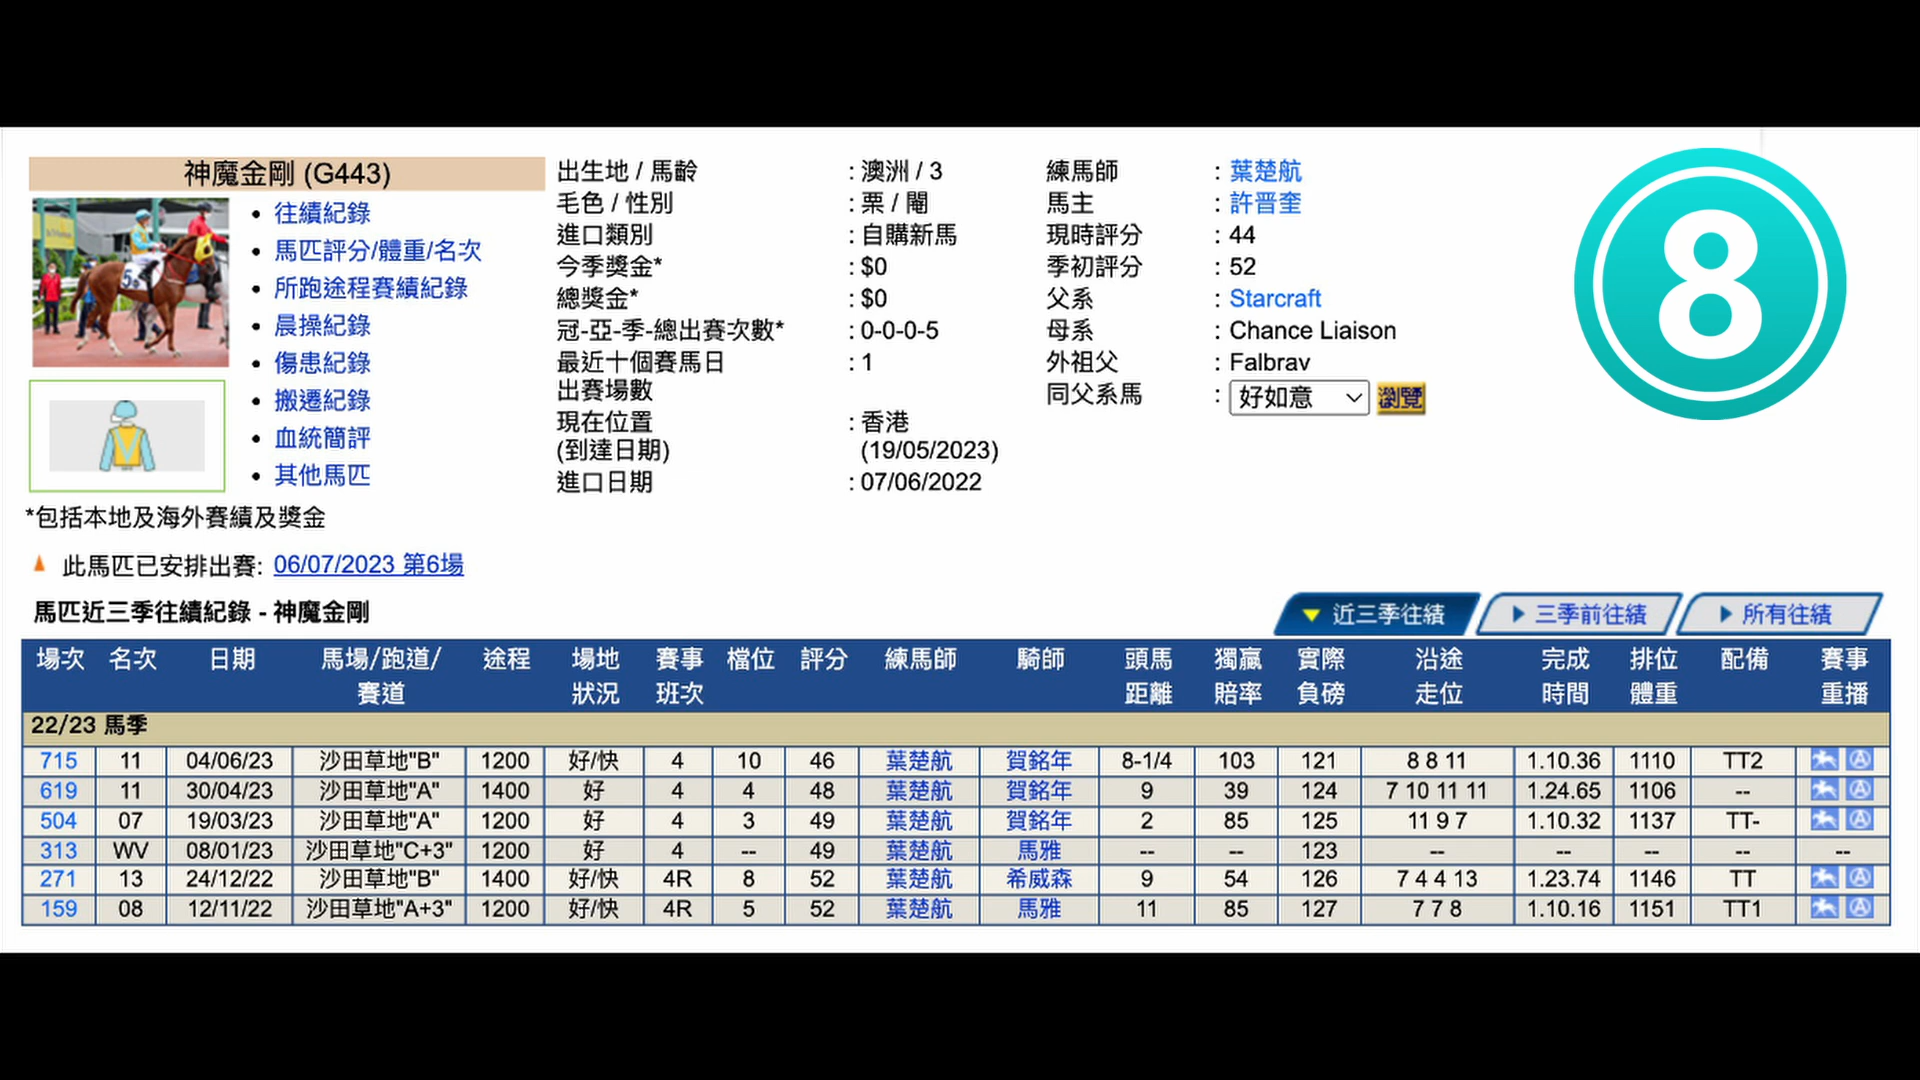 神魔金剛 (G443)
• 往績紀錄
• 馬匹評分/體重/名次
• 所跑途程賽績紀錄
• 晨操紀錄
• 傷患紀錄
• 搬遷紀錄
• 血統簡評
• 其他馬匹
出生地 / 馬齡 : 澳洲 / 3
毛色 / 性別 : 栗 / 閹
進口類別 : 自購新馬
今季獎金* : $0
總獎金* : $0
冠-亞-季-總出賽次數* : 0-0-0-5
最近十個賽馬日 : 1
出賽場數
現在位置 : 香港
(到達日期) (19/05/2023)
進口日期 : 07/06/2022
練馬師 : 葉楚航
馬主 : 許晋奎
現時評分 : 44
季初評分 : 52
父系 : Starcraft
母系 : Chance Liaison
外祖父 : Falbrav
同父系馬 : 好如意 瀏覽
8
*包括本地及海外賽績及獎金
此馬匹已安排出賽: 06/07/2023 第6場
馬匹近三季往績紀錄 - 神魔金剛
近三季往績 三季前往績 所有往績
場次 名次 日期 馬場/跑道/ 途程 場地 賽事 檔位 評分 練馬師 騎師 頭馬 獨贏 實際 沿途 完成 排位 配備 賽事
賽道 狀況 班次 距離 賠率 負磅 走位 時間 體重 重播
22/23 馬季
715 11 04/06/23 沙田草地"B" 1200 好/快 4 10 46 葉楚航 賀銘年 8-1/4 103 121 8 8 11 1.10.36 1110 TT2
619 11 30/04/23 沙田草地"A" 1400 好 4 4 48 葉楚航 賀銘年 9 39 124 7 10 11 11 1.24.65 1106 --
504 07 19/03/23 沙田草地"A" 1200 好 4 3 49 葉楚航 賀銘年 2 85 125 11 9 7 1.10.32 1137 TT-
313 WV 08/01/23 沙田草地"C+3" 1200 好 4 -- 49 葉楚航 馬雅 -- -- 123 -- -- -- -- --
271 13 24/12/22 沙田草地"B" 1400 好/快 4R 8 52 葉楚航 希威森 9 54 126 7 4 4 13 1.23.74 1146 TT
159 08 12/11/22 沙田草地"A+3" 1200 好/快 4R 5 52 葉楚航 馬雅 11 85 127 7 7 8 1.10.16 1151 TT1